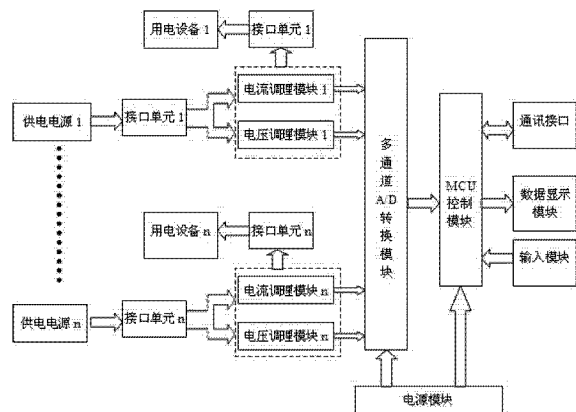 用电设备 1
接口单元 1
电流调理模块 1
供电电源 1
接口单元 1
电压调理模块 1
多通道A/D转换模块
MCU
控制
模块
通讯接口
数据显示
模块
输入模块
用电设备 n
接口单元 n
电流调理模块 n
供电电源 n
接口单元 n
电压调理模块 n
电源模块